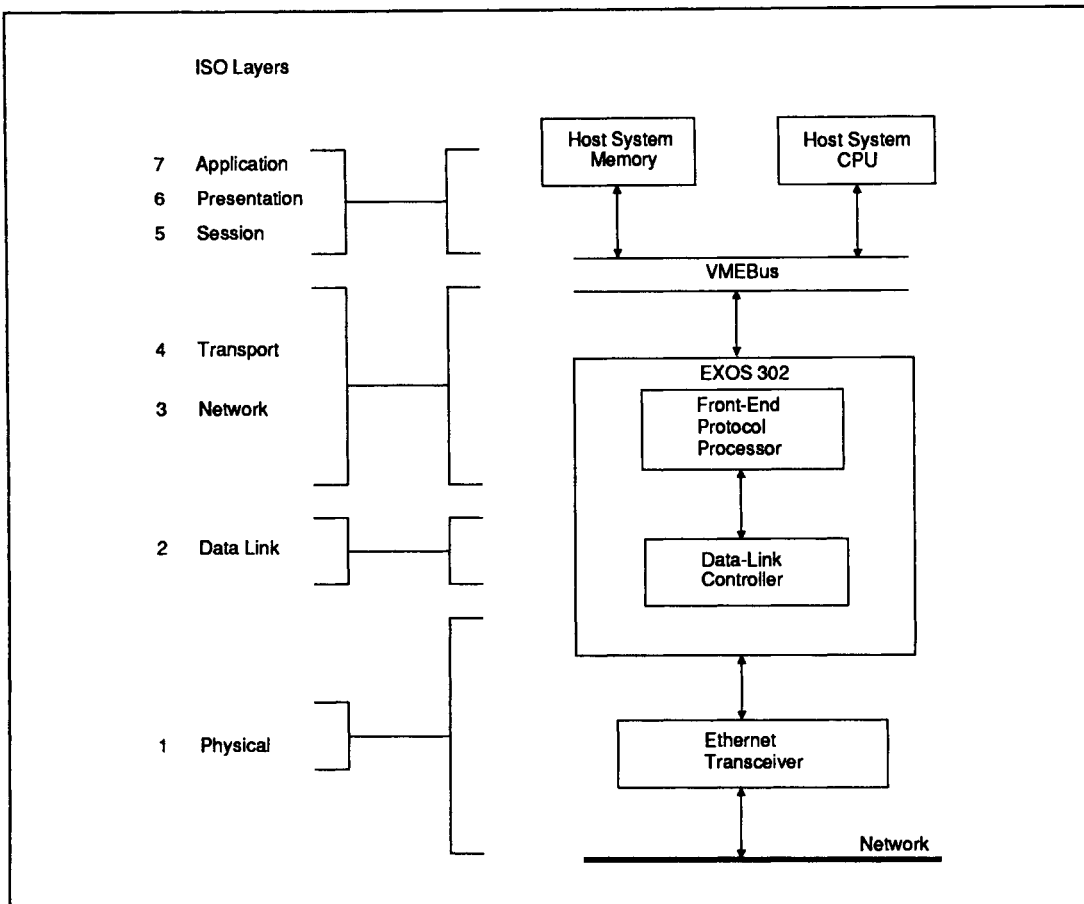 ISO Layers
7 Application
6 Presentation
5 Session
4 Transport
3 Network
2 Data Link
1 Physical
Host System
Memory
Host System
CPU
VMEBus
EXOS 302
Front-End
Protocol
Processor
Data-Link
Controller
Ethernet
Transceiver
Network